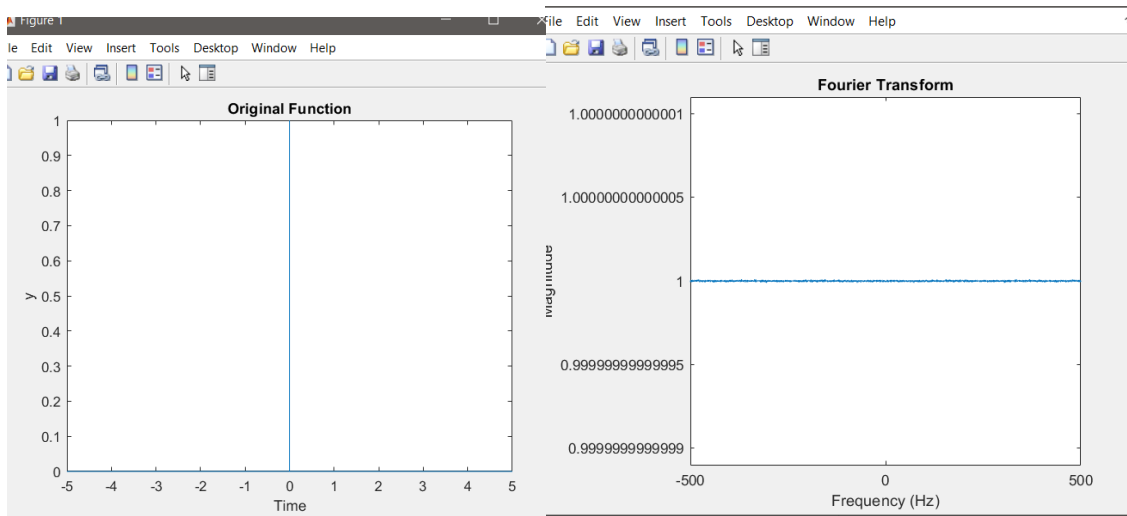 Figure 1
le Edit View Insert Tools Desktop Window Help
Original Function
1
0.9
0.8
0.7
0.6
0.5
0.4
0.3
0.2
0.1
0
y
-5 -4 -3 -2 -1 0 1 2 3 4 5
Time
File Edit View Insert Tools Desktop Window Help
Fourier Transform
1.0000000000001
1.00000000000005
1
0.99999999999995
0.9999999999999
Magnitude
-500 0 500
Frequency (Hz)